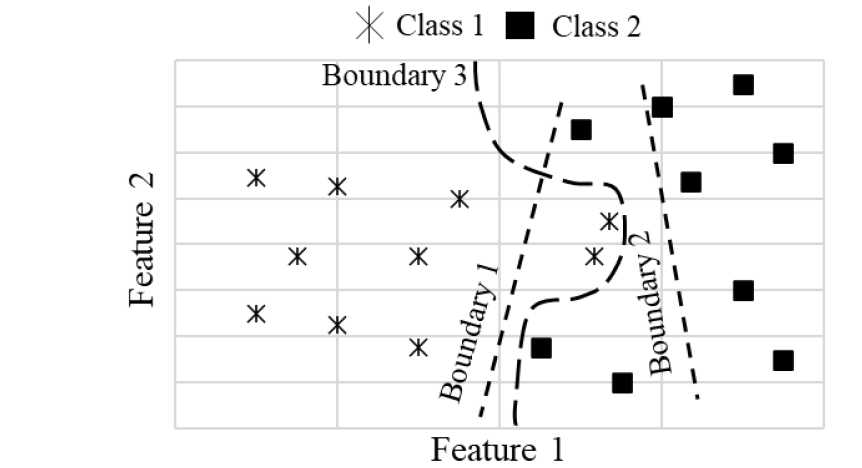 Class 1 Class 2
Boundary 3
Feature 2
Boundary 1
Boundary 2
Feature 1